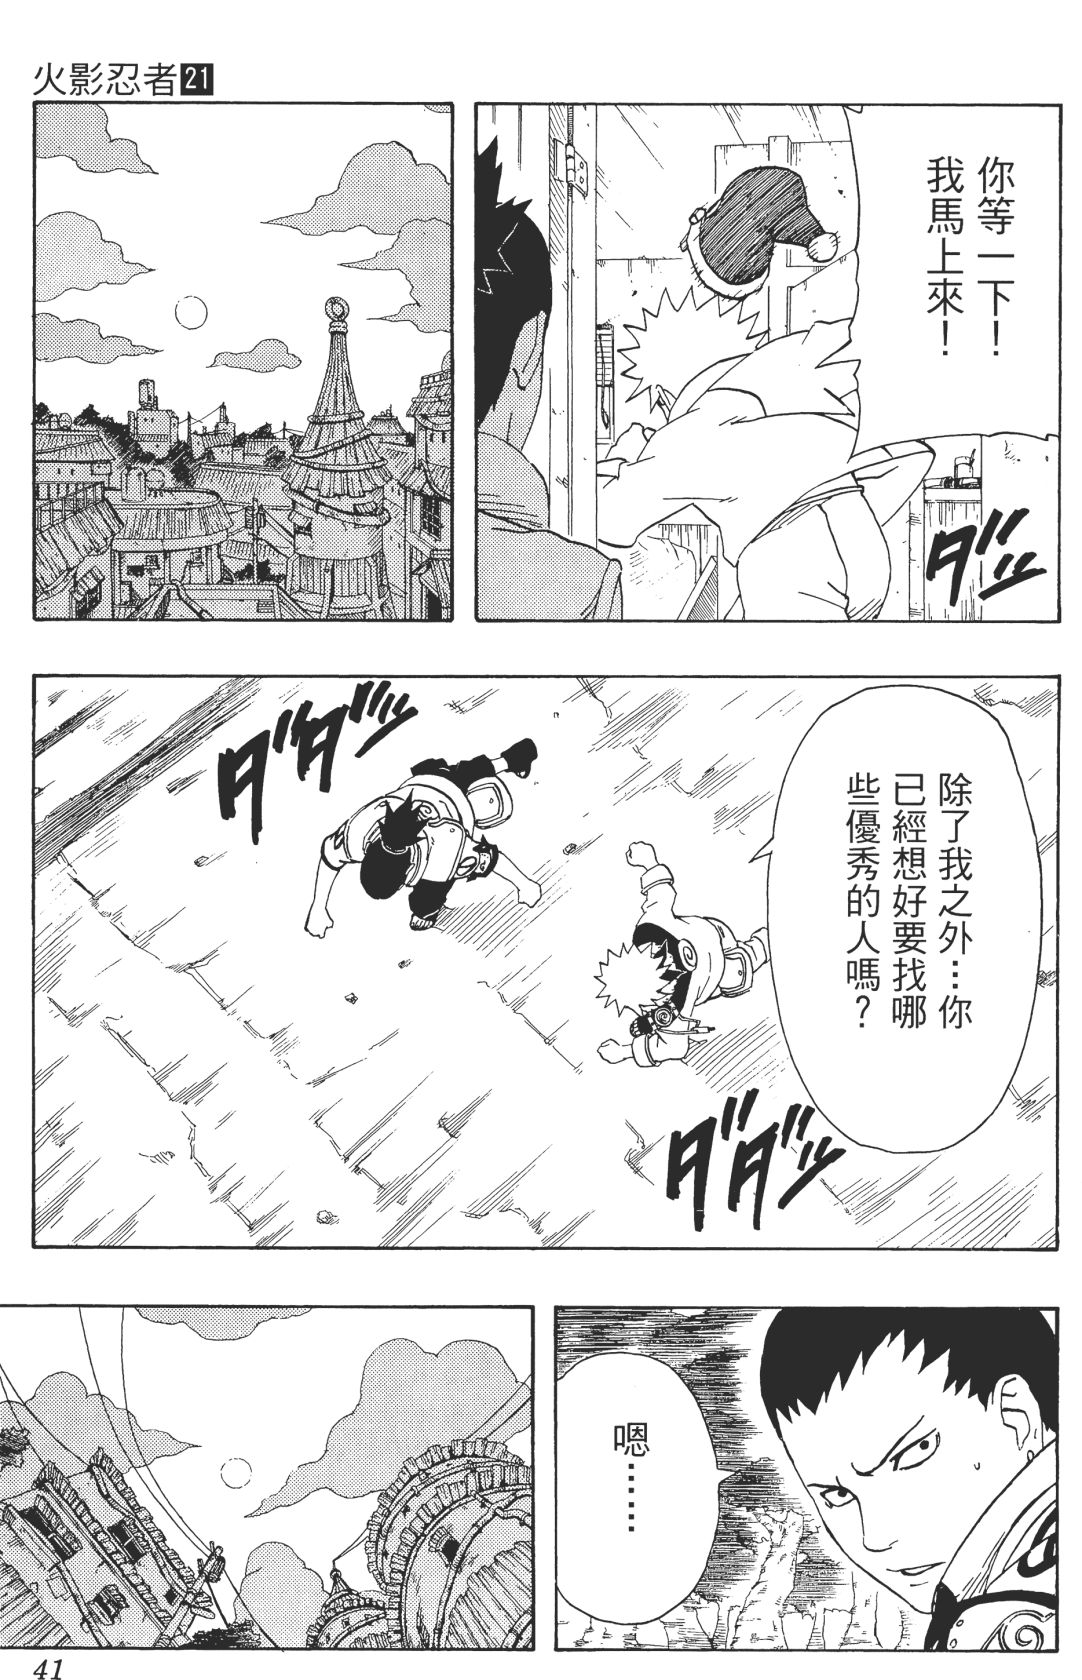 火影忍者21
你等一下！
我馬上來！
ダッ
除了我之外…你
已經想好要找哪
些優秀的人嗎？
ダダッ
ダダッ
嗯……
41